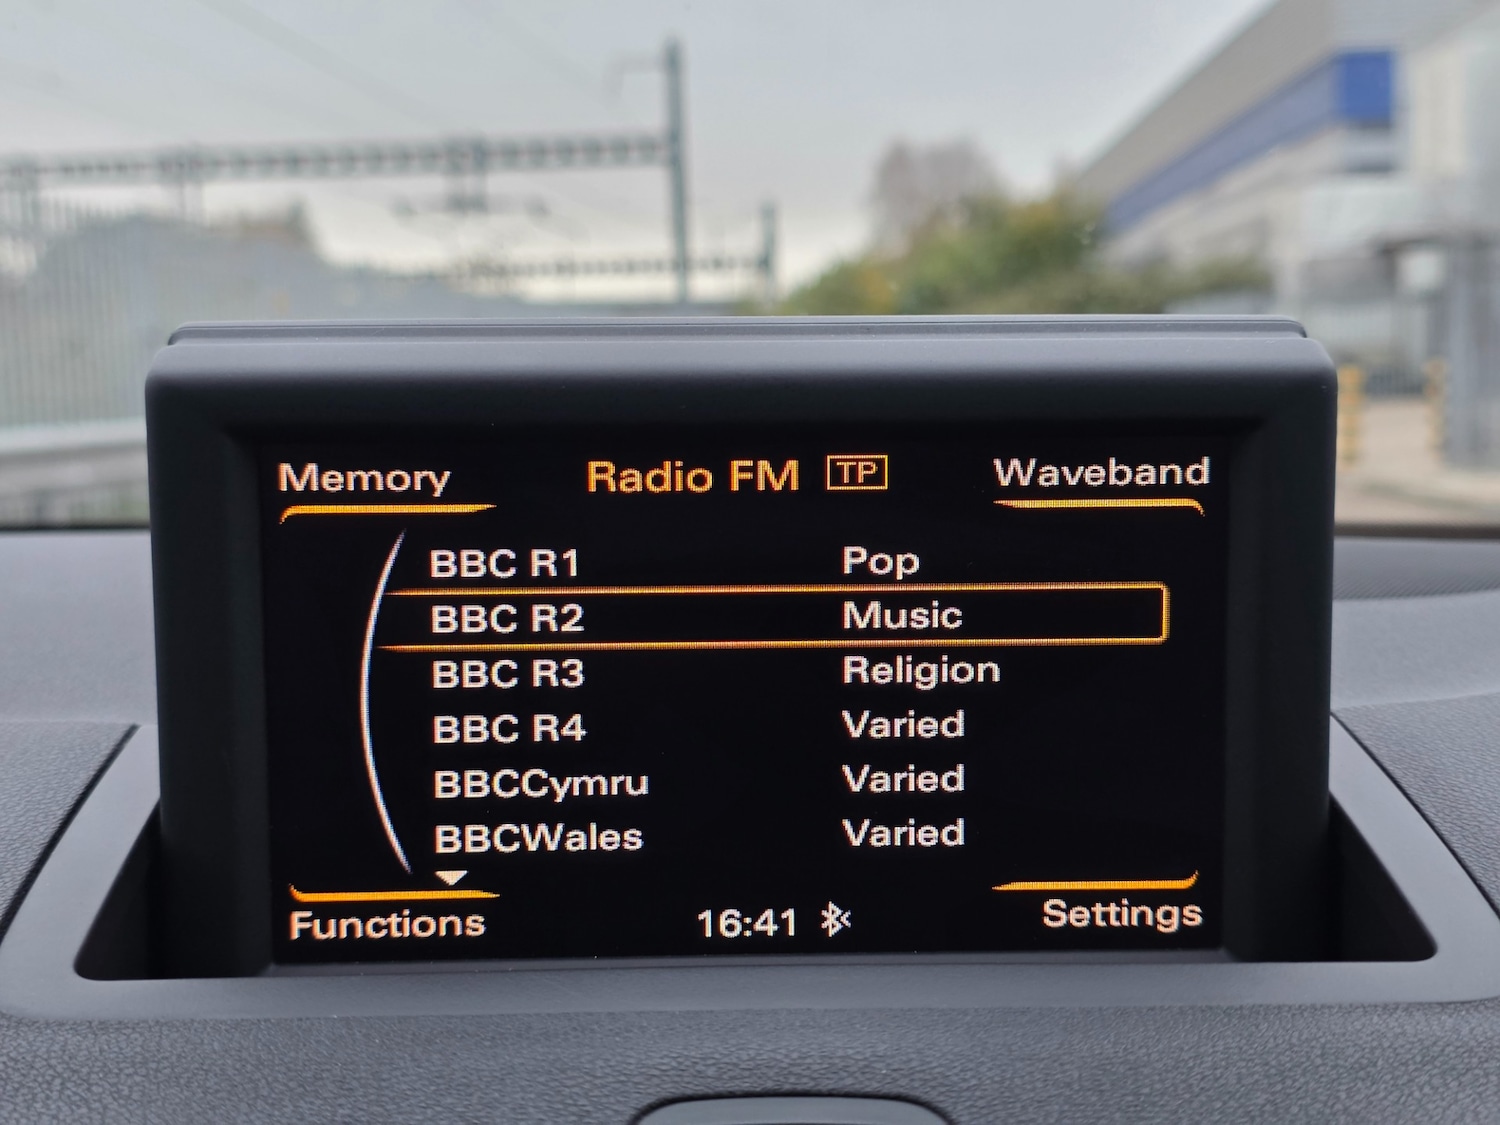 Memory Radio FM TP Waveband
BBC R1 Pop
BBC R2 Music
BBC R3 Religion
BBC R4 Varied
BBCCymru Varied
BBCWales Varied
Functions 16:41 Settings